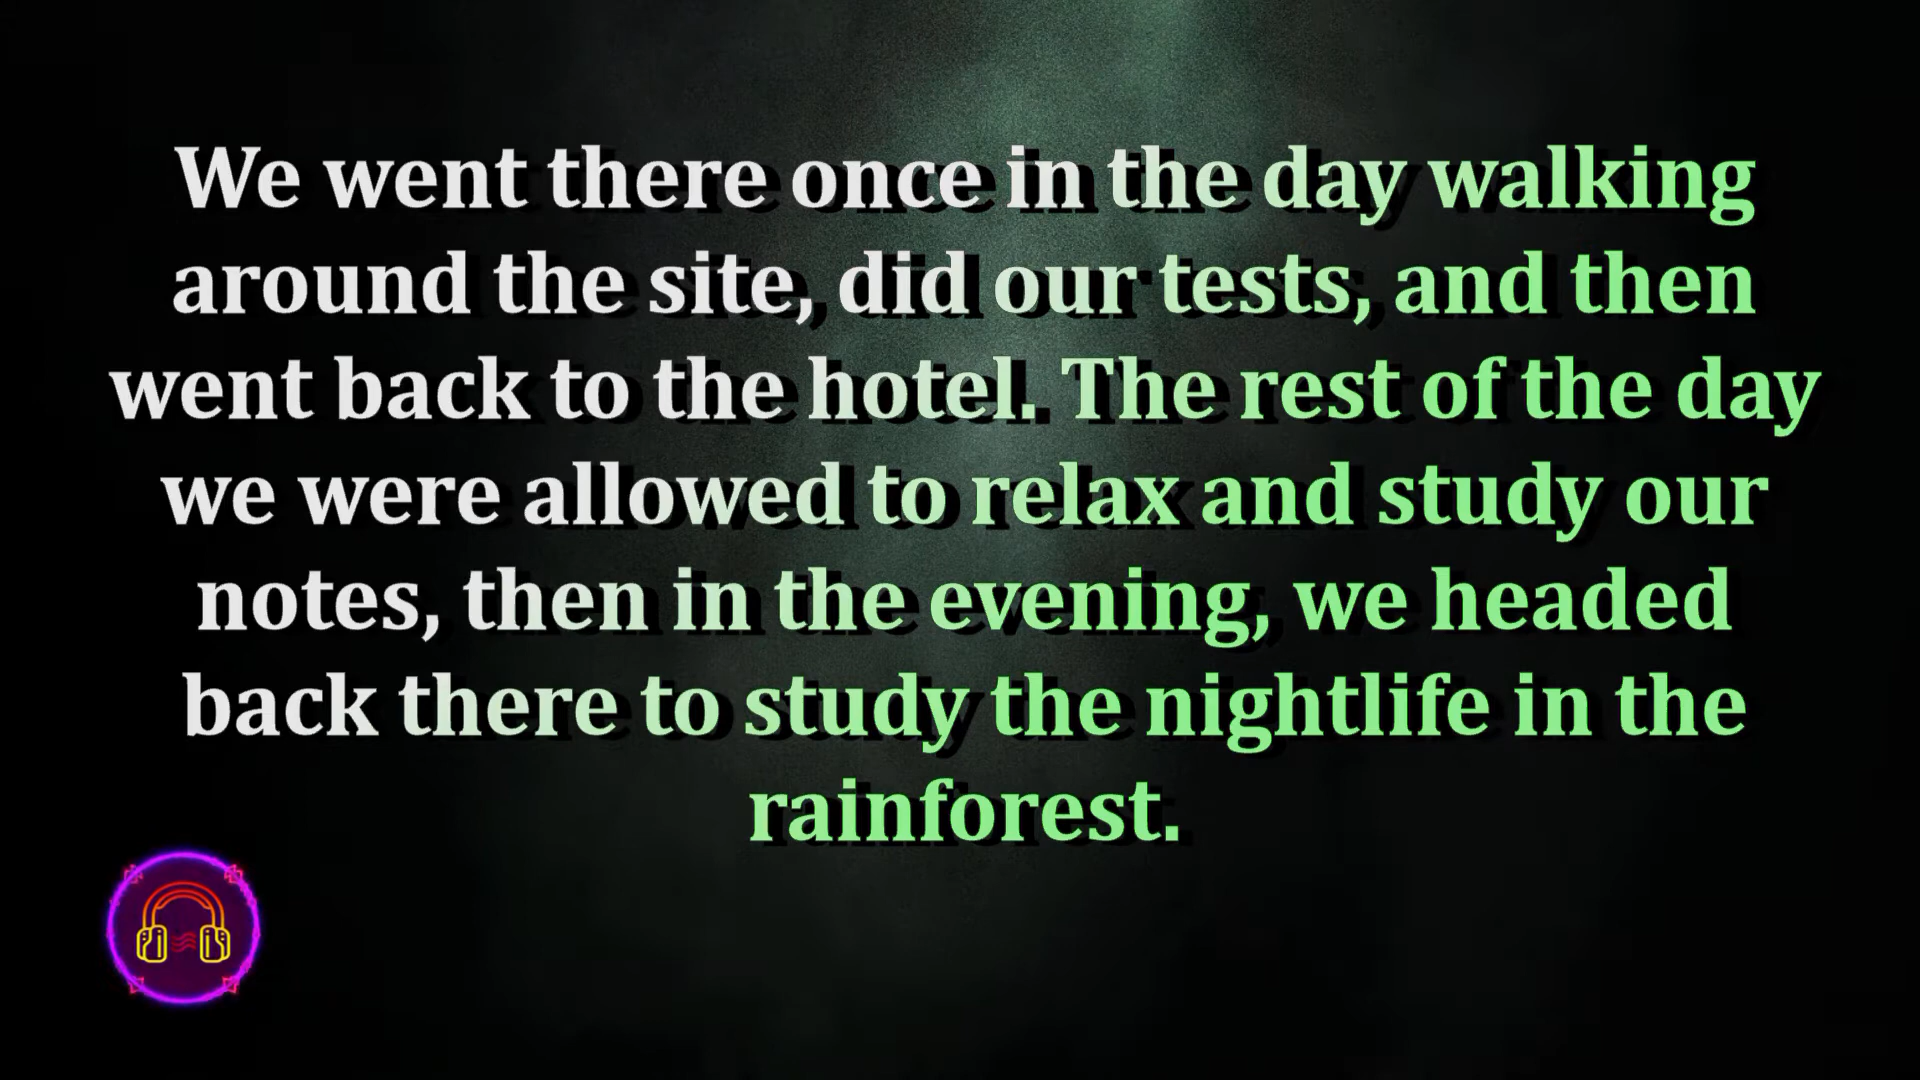 We went there once in the day walking
around the site, did our tests, and then
went back to the hotel. The rest of the day
we were allowed to relax and study our
notes, then in the evening, we headed
back there to study the nightlife in the
rainforest.